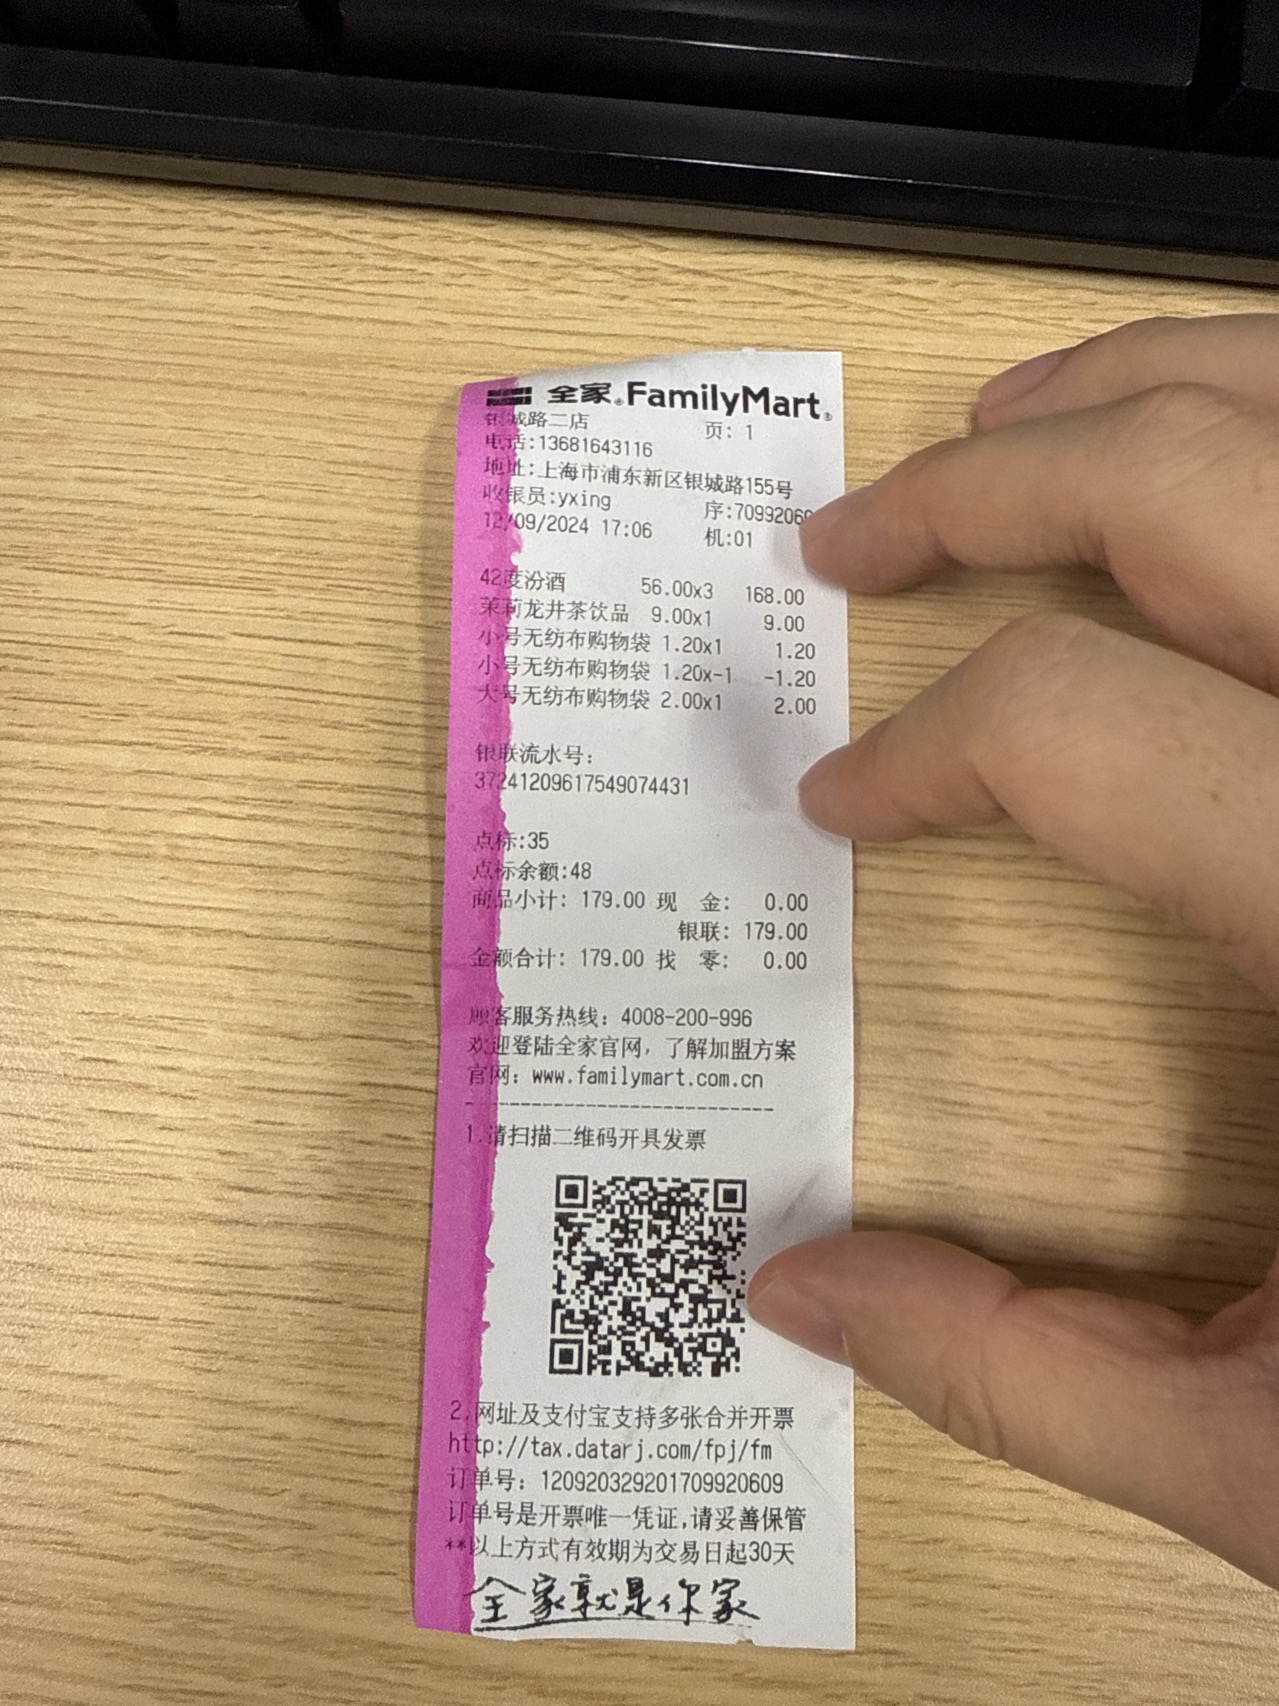 全家®FamilyMart®
银城路二店 页: 1
电话:13681643116
地址:上海市浦东新区银城路155号
收银员:yxing 序:7099206
12/09/2024 17:06 机:01
42度汾酒 56.00x3 168.00
茉莉龙井茶饮品 9.00x1 9.00
小号无纺布购物袋 1.20x1 1.20
小号无纺布购物袋 1.20x-1 -1.20
大号无纺布购物袋 2.00x1 2.00
银联流水号:
37241209617549074431
点标:35
点标余额:48
商品小计: 179.00 现 金: 0.00
银联: 179.00
金额合计: 179.00 找 零: 0.00
顾客服务热线: 4008-200-996
欢迎登陆全家官网, 了解加盟方案
官网: www.familymart.com.cn
1.请扫描二维码开具发票
2.网址及支付宝支持多张合并开票
http://tax.datarj.com/fpj/fm
订单号: 120920329201709920609
订单号是开票唯一凭证,请妥善保管
**以上方式有效期为交易日起30天
全家就是你家